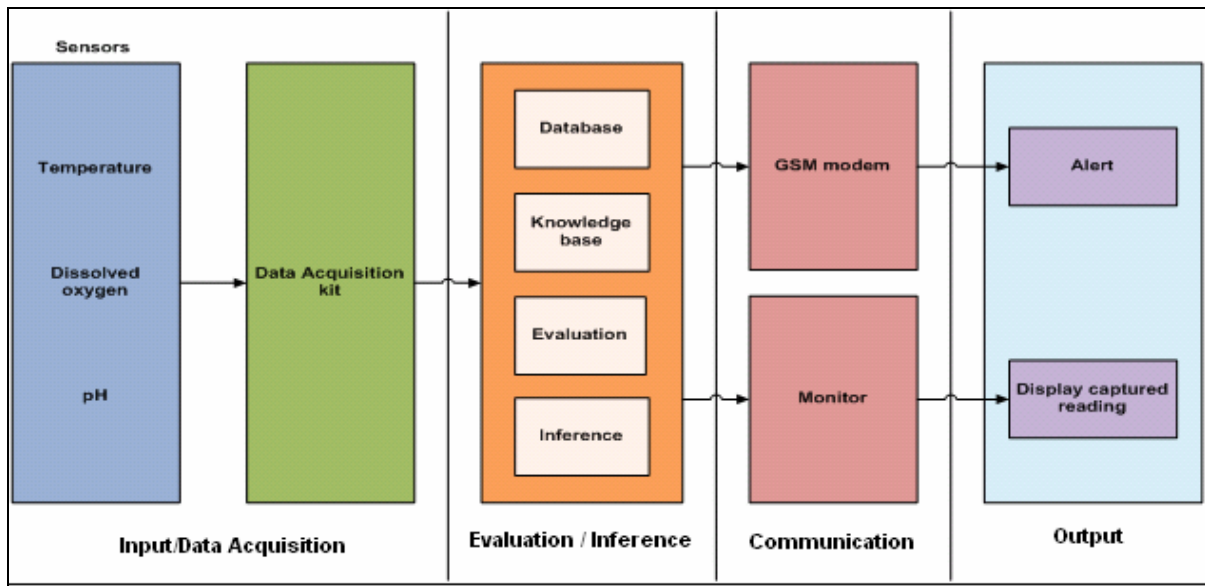 Sensors
Temperature
Dissolved
oxygen
pH
Data Acquisition
kit
Database
Knowledge
base
Evaluation
Inference
GSM modem
Monitor
Alert
Display captured
reading
Input/Data Acquisition
Evaluation / Inference
Communication
Output